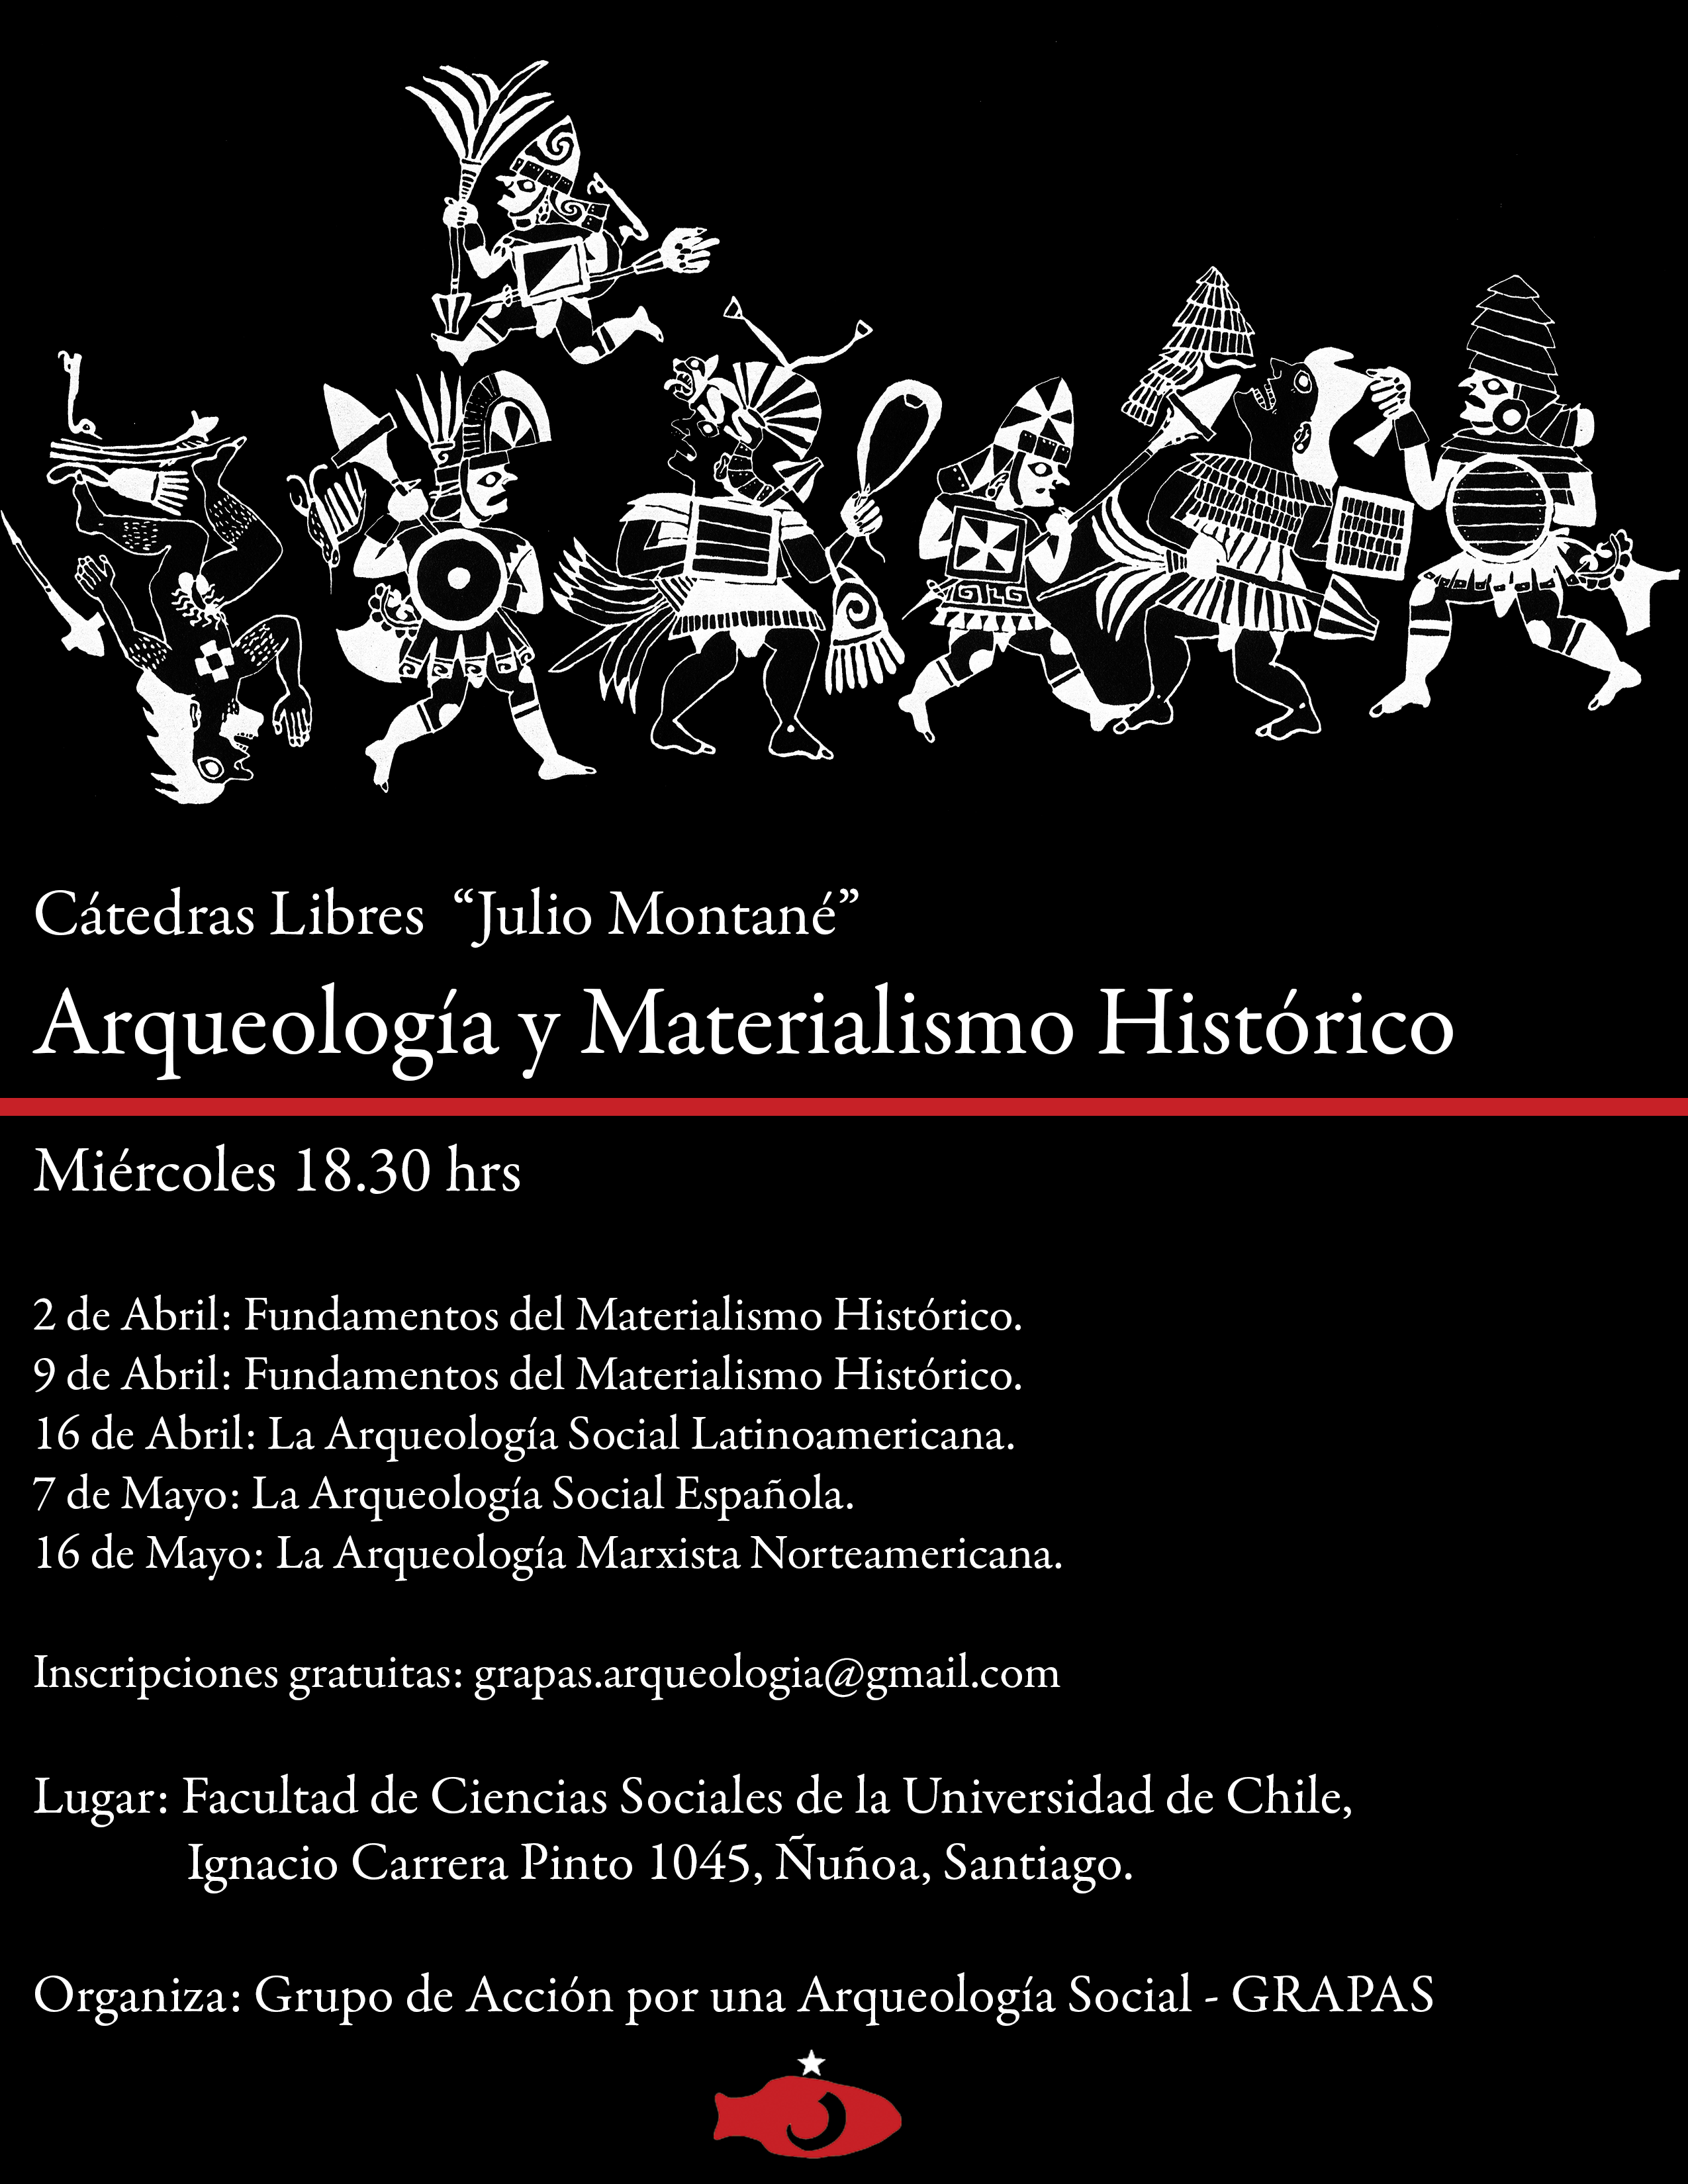 Cátedras Libres “Julio Montané”
Arqueología y Materialismo Histórico
Miércoles 18.30 hrs
2 de Abril: Fundamentos del Materialismo Histórico.
9 de Abril: Fundamentos del Materialismo Histórico.
16 de Abril: La Arqueología Social Latinoamericana.
7 de Mayo: La Arqueología Social Española.
16 de Mayo: La Arqueología Marxista Norteamericana.
Inscripciones gratuitas: grapas.arqueologia@gmail.com
Lugar: Facultad de Ciencias Sociales de la Universidad de Chile,
Ignacio Carrera Pinto 1045, Ñuñoa, Santiago.
Organiza: Grupo de Acción por una Arqueología Social - GRAPAS